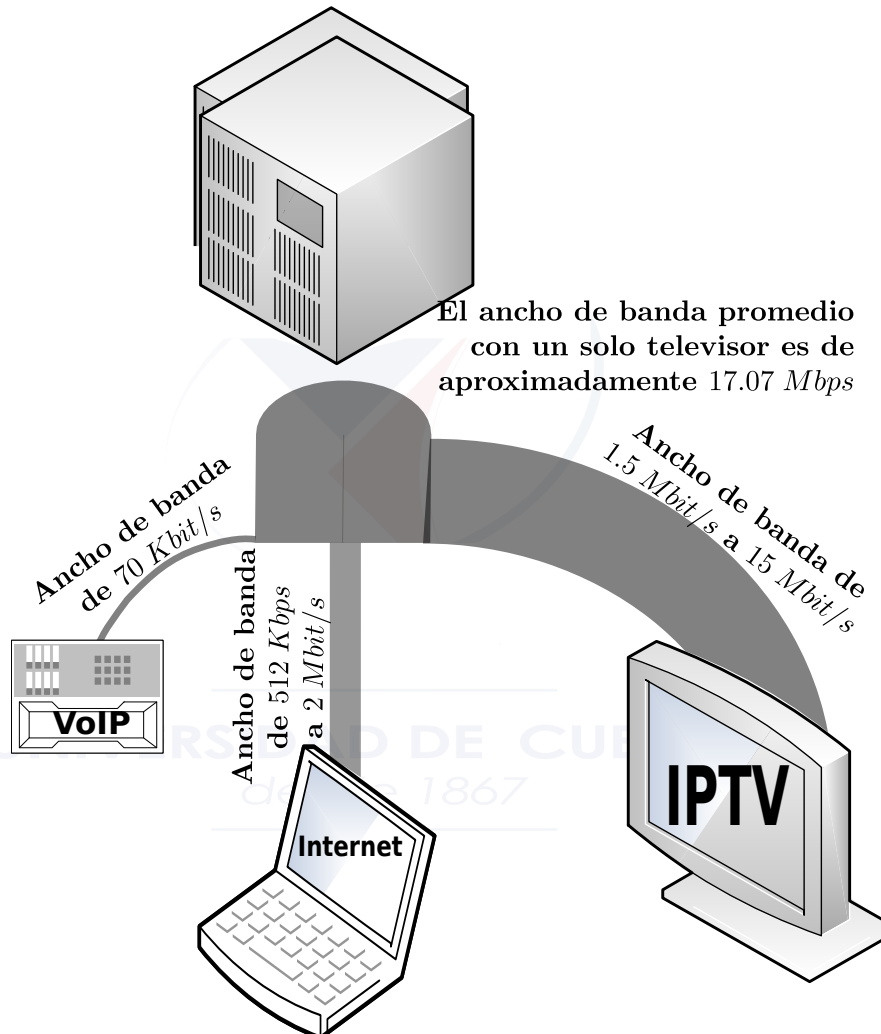 El ancho de banda promedio
con un solo televisor es de
aproximadamente 17.07 Mbps
Ancho de banda
de 70 Kbit/s
Ancho de banda
de 512 Kbps
a 2 Mbit/s
Ancho de banda de
1.5 Mbit/s a 15 Mbit/s
VoIP
Internet
IPTV